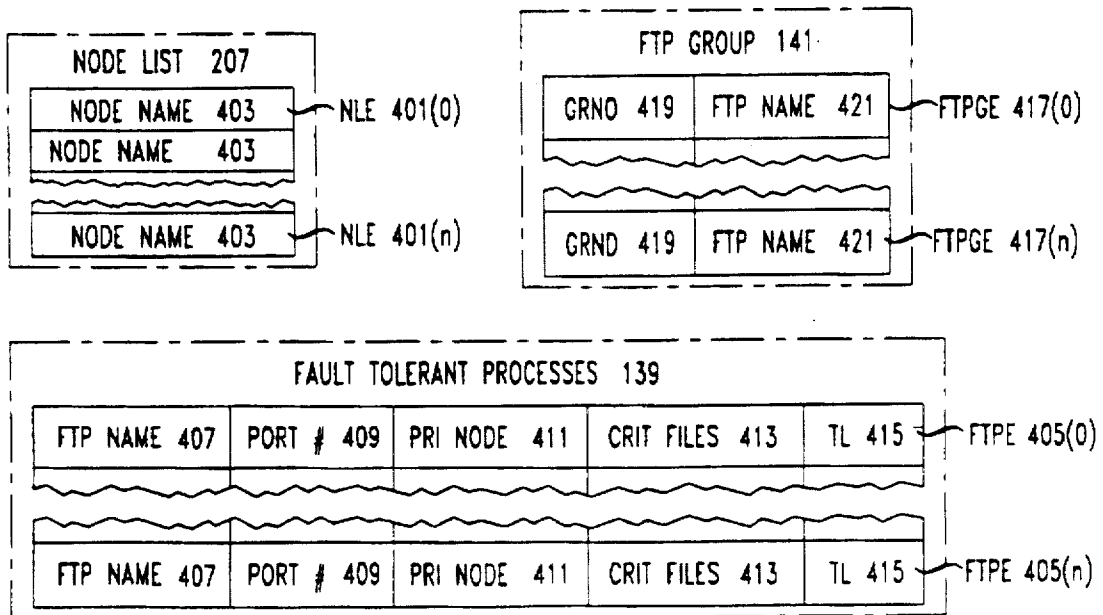 NODE LIST 207
NODE NAME 403 NLE 401(0)
NODE NAME 403
NODE NAME 403 NLE 401(n)
FTP GROUP 141
GRNO 419 FTP NAME 421 FTPGE 417(0)
GRND 419 FTP NAME 421 FTPGE 417(n)
FAULT TOLERANT PROCESSES 139
FTP NAME 407 PORT # 409 PRI NODE 411 CRIT FILES 413 TL 415 FTPE 405(0)
FTP NAME 407 PORT # 409 PRI NODE 411 CRIT FILES 413 TL 415 FTPE 405(n)